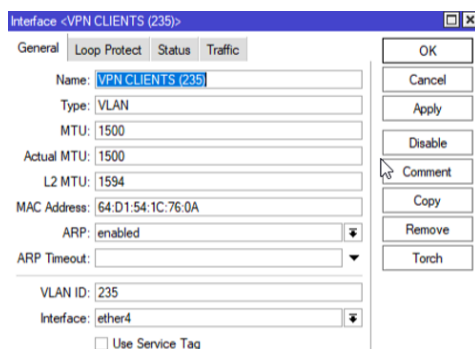 Interface <VPN CLIENTS (235)>
General Loop Protect Status Traffic
OK
Name: VPN CLIENTS (235)
Cancel
Type: VLAN
Apply
MTU: 1500
Disable
Actual MTU: 1500
Comment
L2 MTU: 1594
Copy
MAC Address: 64:D1:54:1C:76:0A
Remove
ARP: enabled
Torch
ARP Timeout:
VLAN ID: 235
Interface: ether4
Use Service Tag